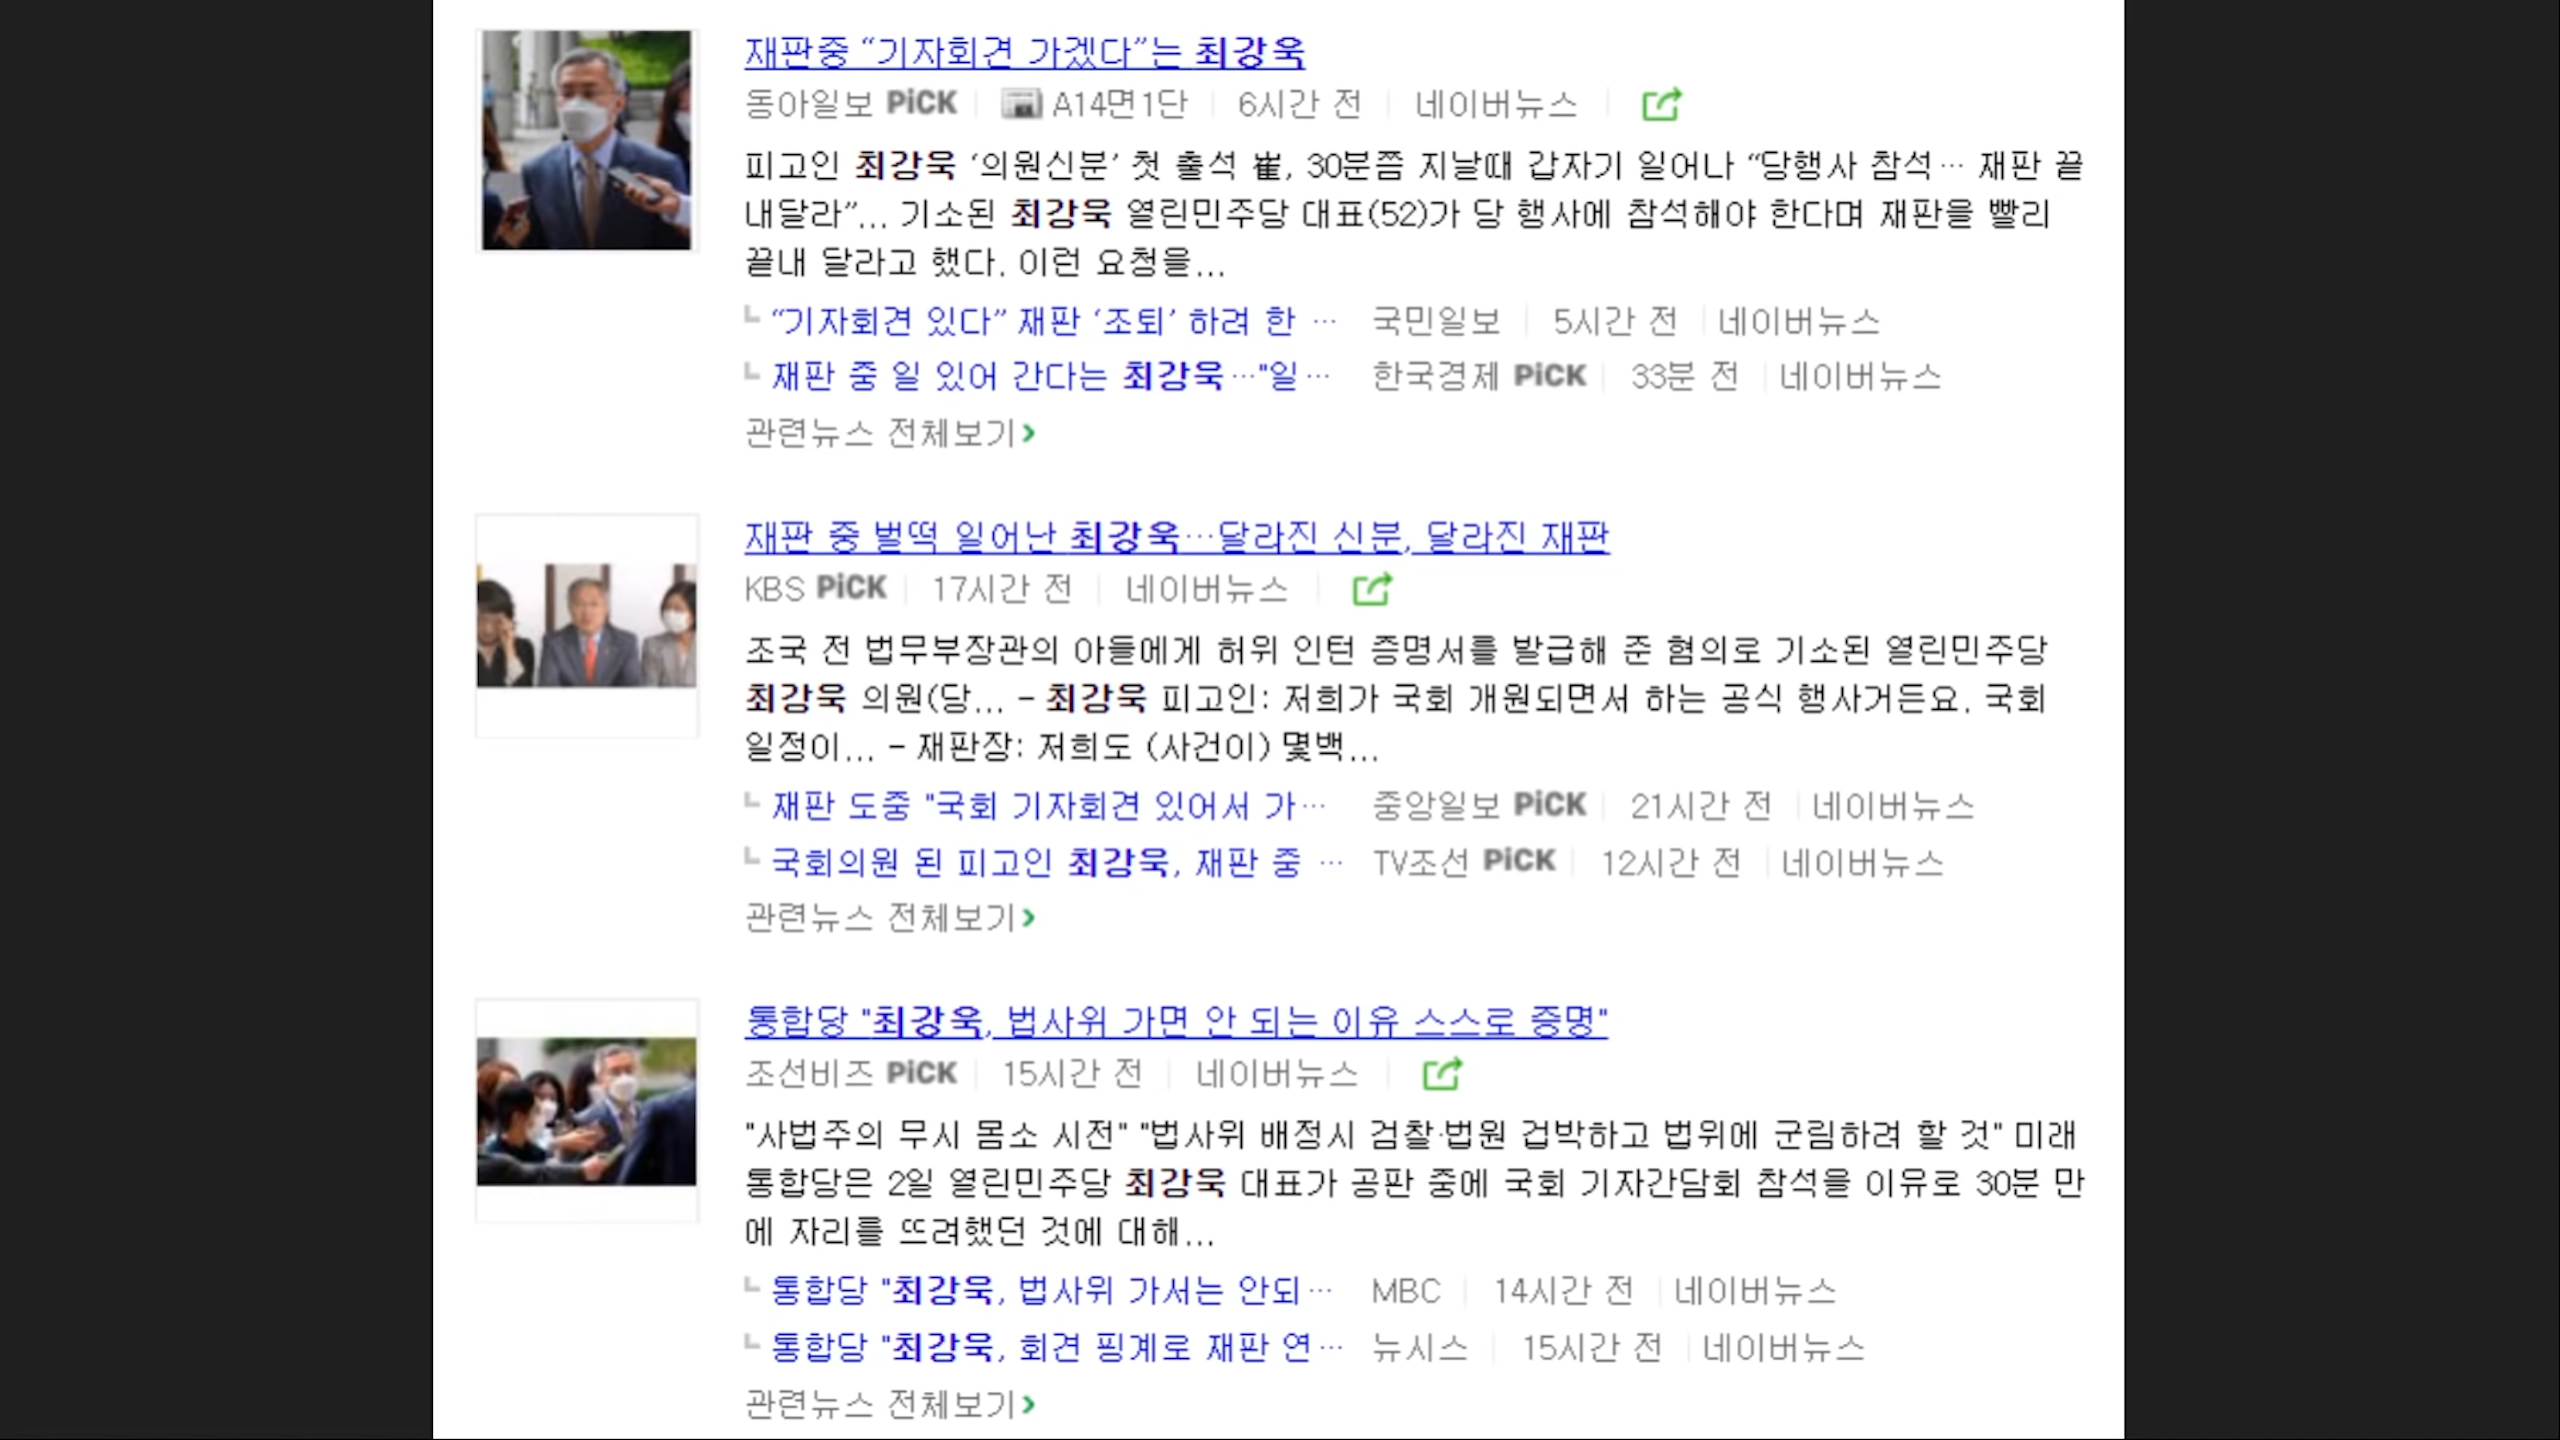 재판중 “기자회견 가겠다”는 최강욱
동아일보 PiCK A14면1단 6시간 전 네이버뉴스
피고인 최강욱 ‘의원신분’ 첫 출석 崔, 30분쯤 지날때 갑자기 일어나 “당행사 참석… 재판 끝
내달라”... 기소된 최강욱 열린민주당 대표(52)가 당 행사에 참석해야 한다며 재판을 빨리
끝내 달라고 했다. 이런 요청을...
“기자회견 있다” 재판 ‘조퇴’ 하려 한 … 국민일보 5시간 전 네이버뉴스
재판 중 일 있어 간다는 최강욱…"일… 한국경제 PiCK 33분 전 네이버뉴스
관련뉴스 전체보기
재판 중 벌떡 일어난 최강욱…달라진 신분, 달라진 재판
KBS PiCK 17시간 전 네이버뉴스
조국 전 법무부장관의 아들에게 허위 인턴 증명서를 발급해 준 혐의로 기소된 열린민주당
최강욱 의원(당... - 최강욱 피고인: 저희가 국회 개원되면서 하는 공식 행사거든요. 국회
일정이... - 재판장: 저희도 (사건이) 몇백...
재판 도중 "국회 기자회견 있어서 가… 중앙일보 PiCK 21시간 전 네이버뉴스
국회의원 된 피고인 최강욱, 재판 중 … TV조선 PiCK 12시간 전 네이버뉴스
관련뉴스 전체보기
통합당 "최강욱, 법사위 가면 안 되는 이유 스스로 증명"
조선비즈 PiCK 15시간 전 네이버뉴스
"사법주의 무시 몸소 시전" "법사위 배정시 검찰·법원 겁박하고 법위에 군림하려 할 것" 미래
통합당은 2일 열린민주당 최강욱 대표가 공판 중에 국회 기자간담회 참석을 이유로 30분 만
에 자리를 뜨려했던 것에 대해...
통합당 "최강욱, 법사위 가서는 안되… MBC 14시간 전 네이버뉴스
통합당 "최강욱, 회견 핑계로 재판 연… 뉴시스 15시간 전 네이버뉴스
관련뉴스 전체보기